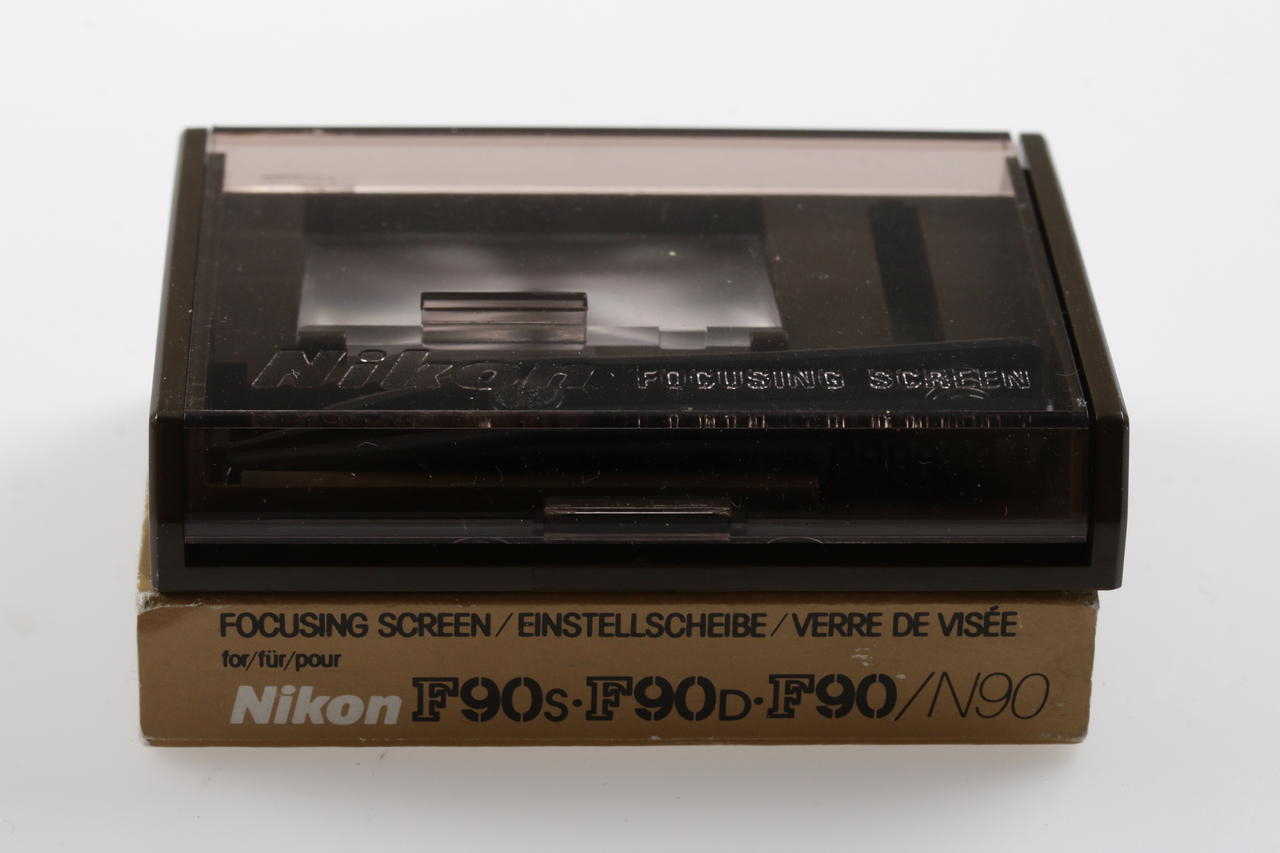 Nikon FOCUSING SCREEN
FOCUSING SCREEN/EINSTELLSCHEIBE/VERRE DE VISÉE
for/für/pour
Nikon F90S·F90D·F90/N90